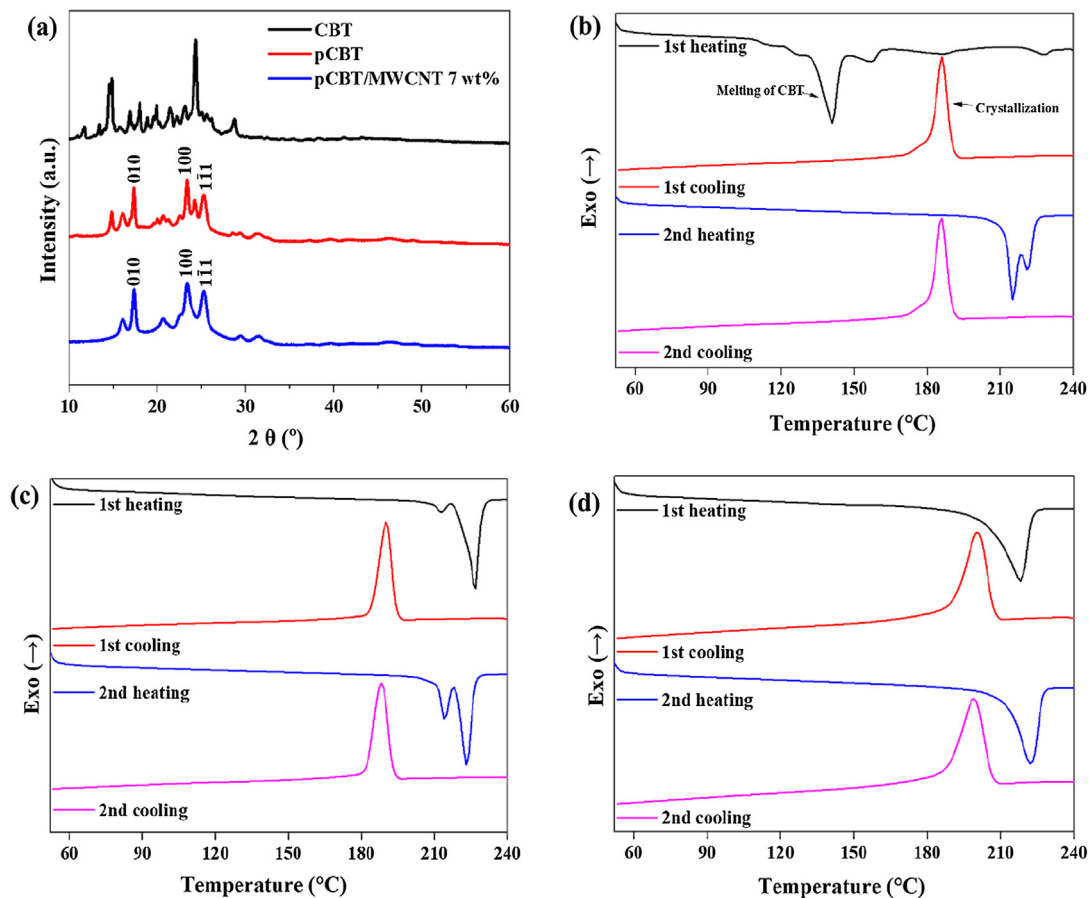 (a)
CBT
pCBT
pCBT/MWCNT 7 wt%
010
100
1̄11
010
100
1̄11
Intensity (a.u.)
10 20 30 40 50 60
2 θ (º)
(b)
1st heating
Melting of CBT
Crystallization
1st cooling
2nd heating
2nd cooling
Exo (→)
60 90 120 150 180 210 240
Temperature (°C)
(c)
1st heating
1st cooling
2nd heating
2nd cooling
Exo (→)
60 90 120 150 180 210 240
Temperature (°C)
(d)
1st heating
1st cooling
2nd heating
2nd cooling
Exo (→)
60 90 120 150 180 210 240
Temperature (°C)